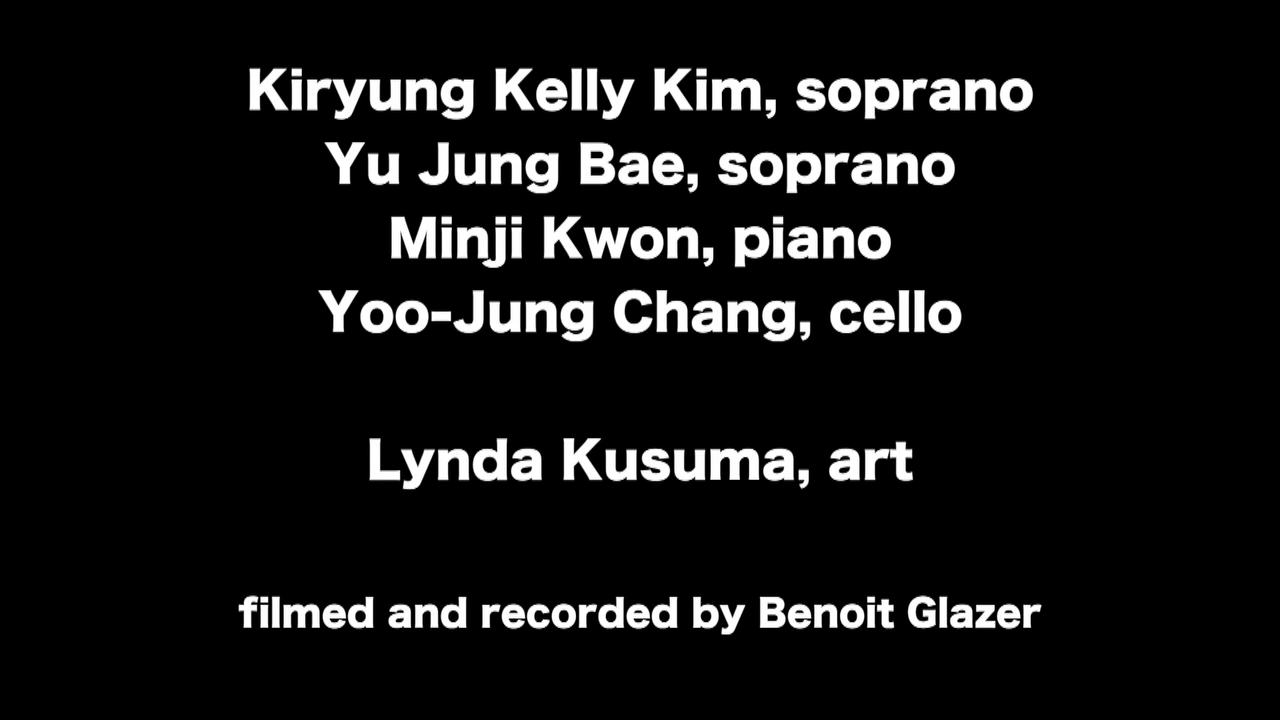 Kiryung Kelly Kim, soprano
Yu Jung Bae, soprano
Minji Kwon, piano
Yoo-Jung Chang, cello
Lynda Kusuma, art
filmed and recorded by Benoit Glazer